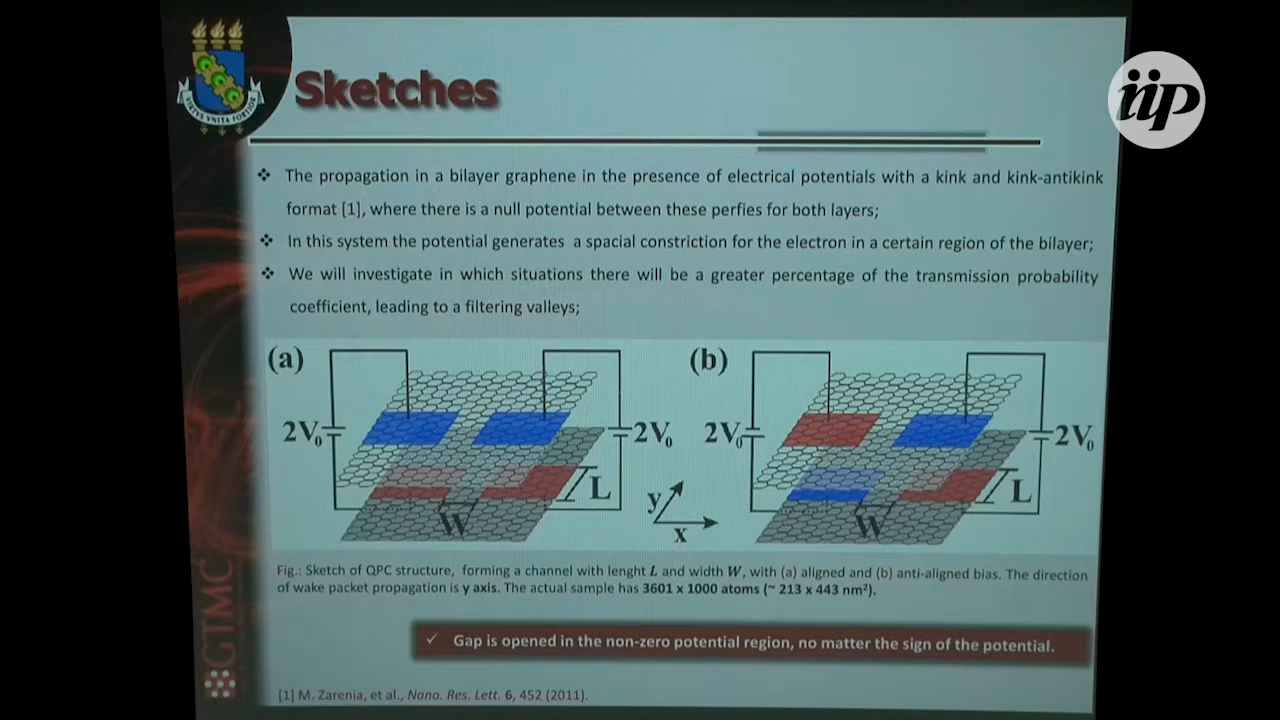 iip
VIRTVS VNITA FORTIOR
Sketches
❖ The propagation in a bilayer graphene in the presence of electrical potentials with a kink and kink-antikink
format [1], where there is a null potential between these perfies for both layers;
❖ In this system the potential generates a spacial constriction for the electron in a certain region of the bilayer;
❖ We will investigate in which situations there will be a greater percentage of the transmission probability
coefficient, leading to a filtering valleys;
(a)
2V₀
2V₀
L
W
y
x
(b)
2V₀
2V₀
L
W
Fig.: Sketch of QPC structure, forming a channel with lenght L and width W, with (a) aligned and (b) anti-aligned bias. The direction
of wake packet propagation is y axis. The actual sample has 3601 x 1000 atoms (~ 213 x 443 nm²).
✓ Gap is opened in the non-zero potential region, no matter the sign of the potential.
[1] M. Zarenia, et al., Nano. Res. Lett. 6, 452 (2011).
GTMC